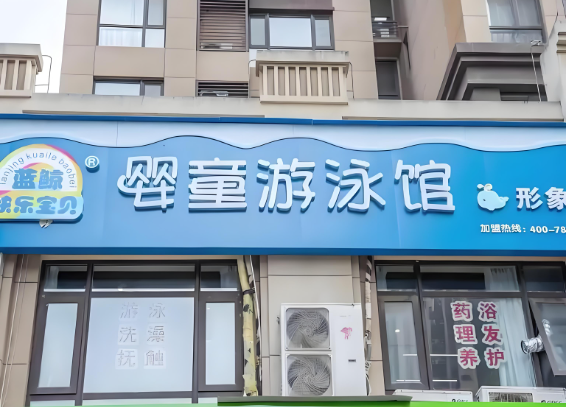 lanjing kuaile baobei
蓝鲸
快乐宝贝
®
婴童游泳馆
形象
加盟热线：400-78
游泳
洗澡
抚触
药浴
理发
养护